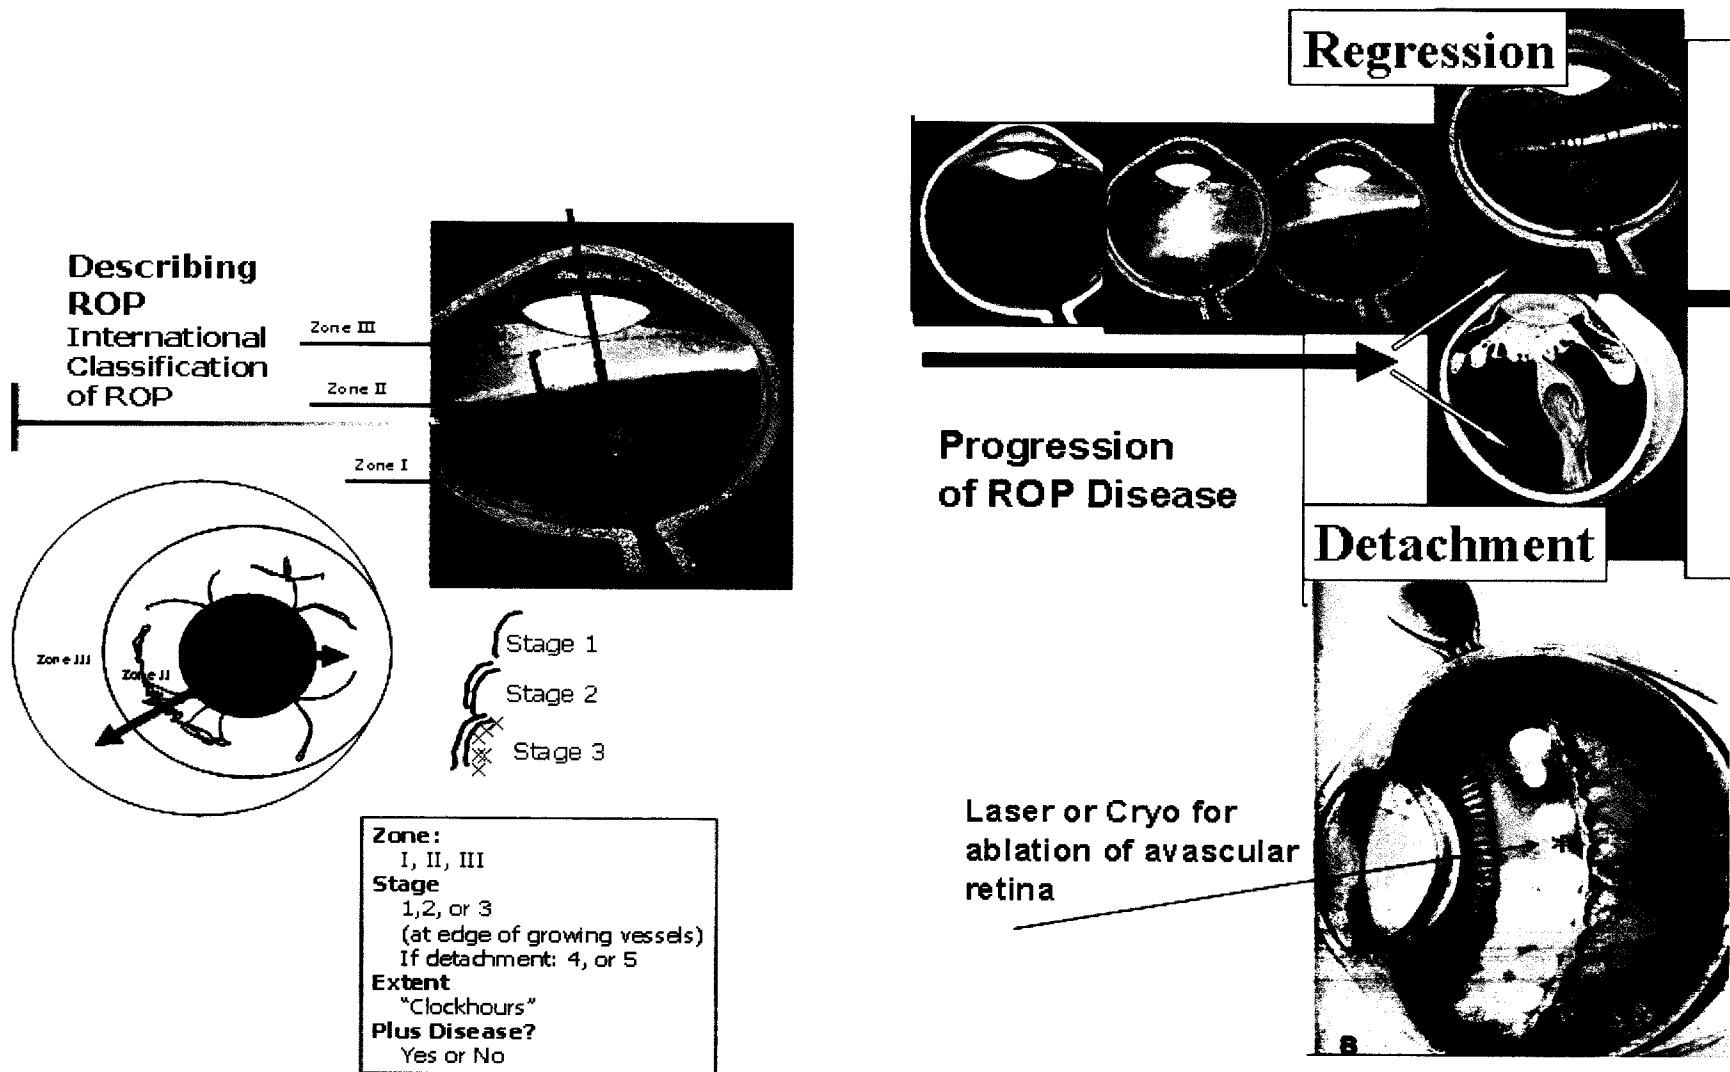 Describing
ROP
International
Classification
of ROP
Zone III
Zone II
Zone I
Zone III
Zone II
Stage 1
Stage 2
Stage 3
Zone:
I, II, III
Stage
1,2, or 3
(at edge of growing vessels)
If detachment: 4, or 5
Extent
"Clockhours"
Plus Disease?
Yes or No
Regression
Progression
of ROP Disease
Detachment
Laser or Cryo for
ablation of avascular
retina
8